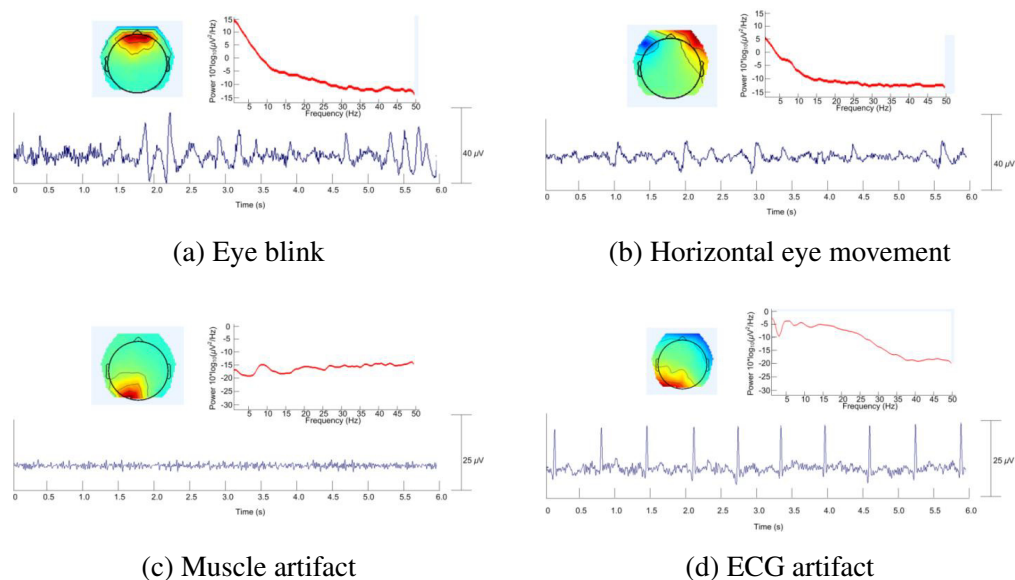 Power 10*log10(µV²/Hz)
15
10
5
0
-5
-10
-15
5 10 15 20 25 30 35 40 45 50
Frequency (Hz)
40 µV
0 0.5 1.0 1.5 2.0 2.5 3.0 3.5 4.0 4.5 5.0 5.5 6.0
Time (s)
(a) Eye blink
Power 10*log10(µV²/Hz)
15
10
5
0
-5
-10
-15
5 10 15 20 25 30 35 40 45 50
Frequency (Hz)
40 µV
0 0.5 1.0 1.5 2.0 2.5 3.0 3.5 4.0 4.5 5.0 5.5 6.0
Time (s)
(b) Horizontal eye movement
Power 10*log10(µV²/Hz)
0
-5
-10
-15
-20
-25
-30
5 10 15 20 25 30 35 40 45 50
Frequency (Hz)
25 µV
0 0.5 1.0 1.5 2.0 2.5 3.0 3.5 4.0 4.5 5.0 5.5 6.0
Time (s)
(c) Muscle artifact
Power 10*log10(µV²/Hz)
0
-5
-10
-15
-20
-25
-30
5 10 15 20 25 30 35 40 45 50
Frequency (Hz)
25 µV
0 0.5 1.0 1.5 2.0 2.5 3.0 3.5 4.0 4.5 5.0 5.5 6.0
Time (s)
(d) ECG artifact